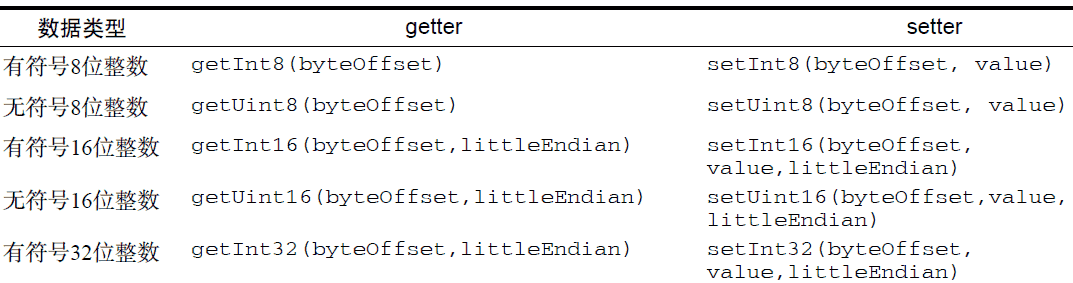 数据类型 getter setter
有符号8位整数 getInt8(byteOffset) setInt8(byteOffset, value)
无符号8位整数 getUint8(byteOffset) setUint8(byteOffset, value)
有符号16位整数 getInt16(byteOffset,littleEndian) setInt16(byteOffset,
value,littleEndian)
无符号16位整数 getUint16(byteOffset,littleEndian) setUint16(byteOffset,value,
littleEndian)
有符号32位整数 getInt32(byteOffset,littleEndian) setInt32(byteOffset,
value,littleEndian)